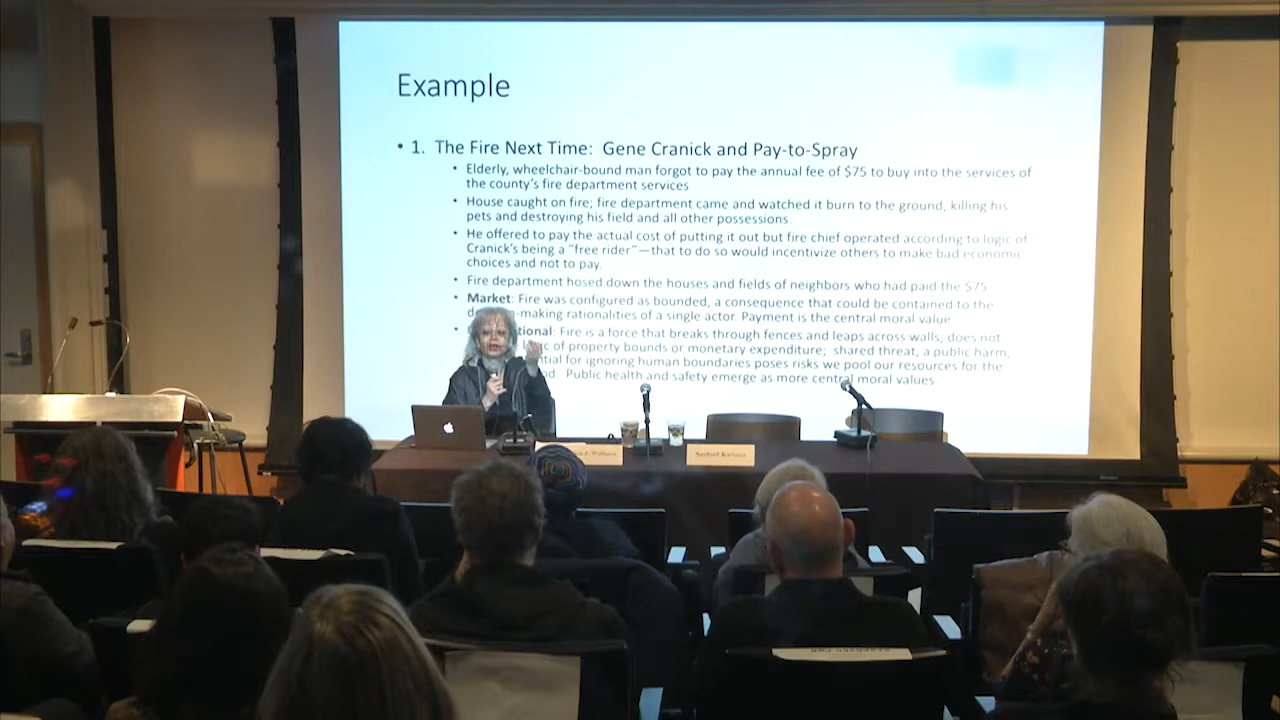 Example
• 1. The Fire Next Time: Gene Cranick and Pay-to-Spray
• Elderly, wheelchair-bound man forgot to pay the annual fee of $75 to buy into the services of
the county's fire department services
• House caught on fire; fire department came and watched it burn to the ground, killing his
pets and destroying his field and all other possessions.
• He offered to pay the actual cost of putting it out but fire chief operated according to logic of
Cranick's being a "free rider"—that to do so would incentivize others to make bad economic
choices and not to pay.
• Fire department hosed down the houses and fields of neighbors who had paid the $75.
• Market: Fire was configured as bounded, a consequence that could be contained to the
-making rationalities of a single actor. Payment is the central moral value
• tional: Fire is a force that breaks through fences and leaps across walls, does not
of property bounds or monetary expenditure; shared threat, a public harm,
for ignoring human boundaries poses risks we pool our resources for the
Public health and safety emerge as more central moral values
J. Williams
Sanford